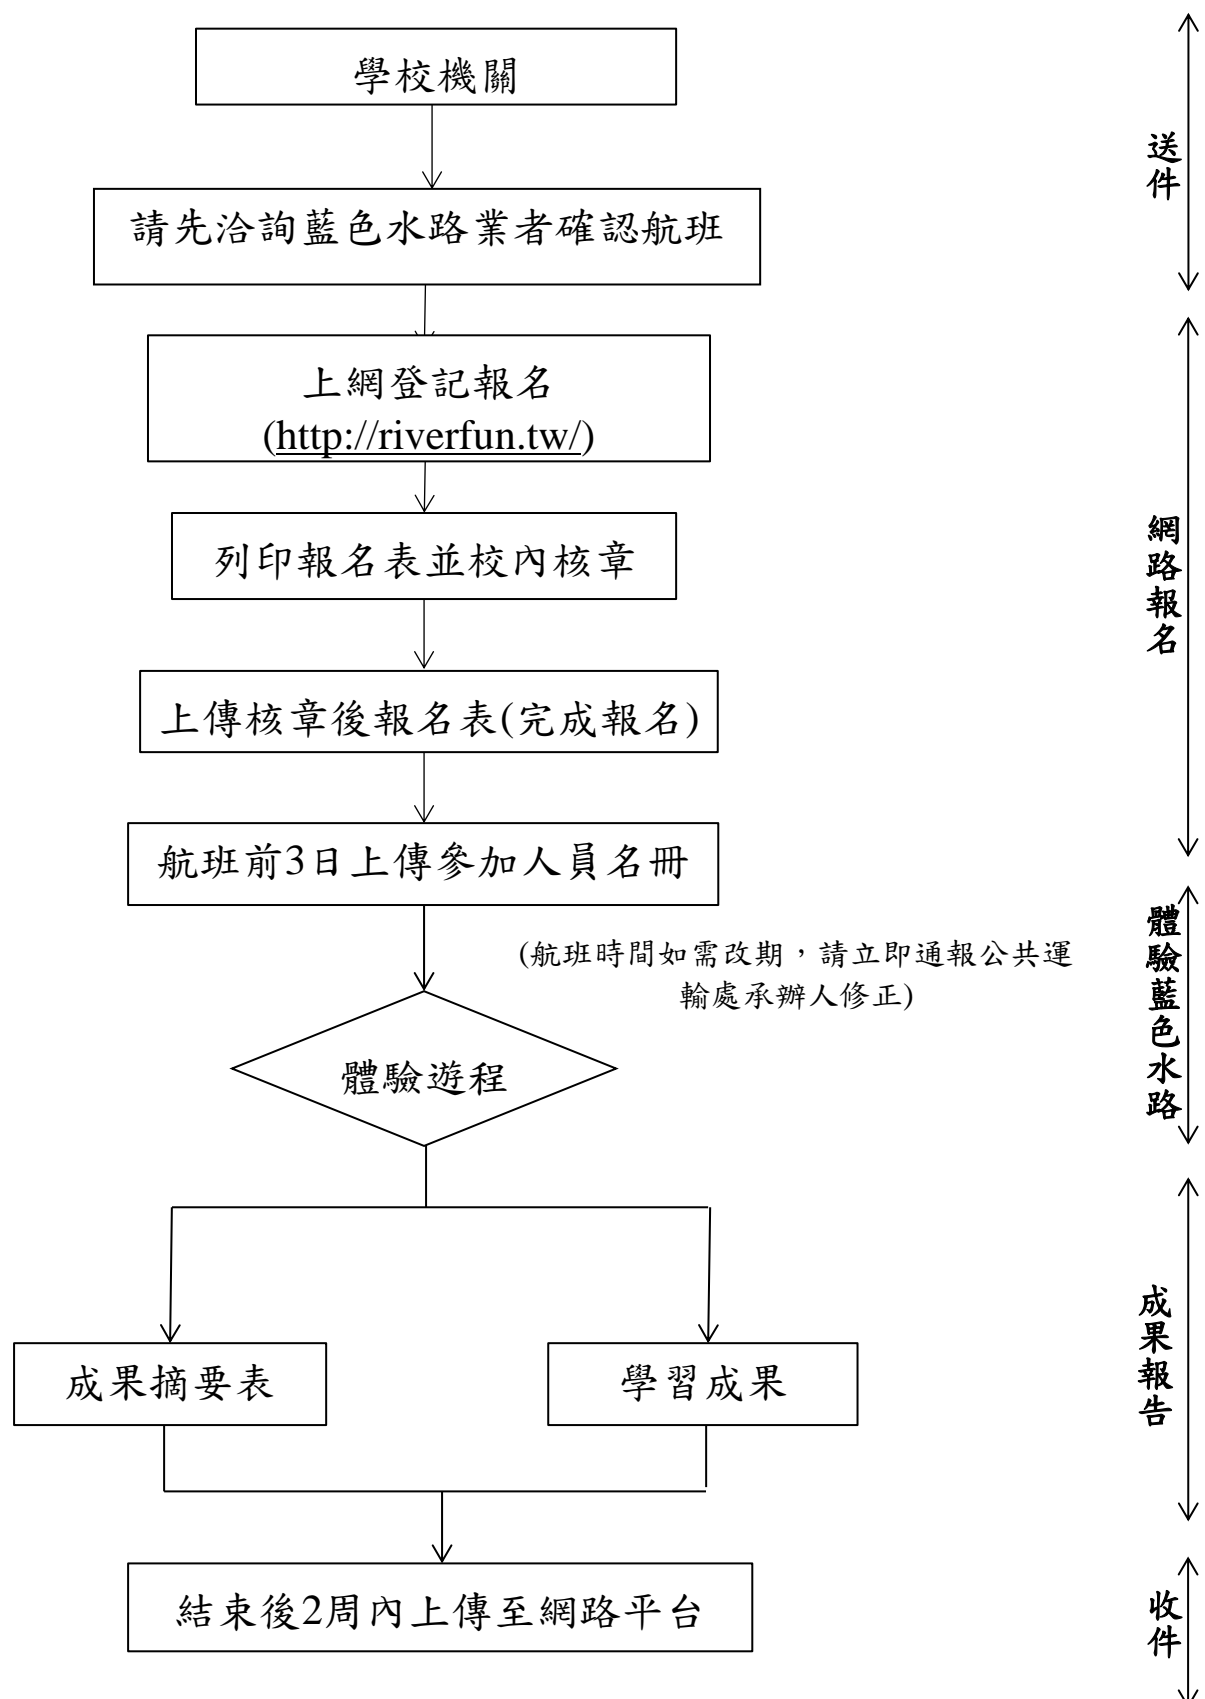 學校機關
送件
請先洽詢藍色水路業者確認航班
上網登記報名
(http://riverfun.tw/)
列印報名表並校內核章
網路報名
上傳核章後報名表(完成報名)
航班前3日上傳參加人員名冊
(航班時間如需改期，請立即通報公共運
輸處承辦人修正)
體驗藍色水路
體驗遊程
成果摘要表
學習成果
成果報告
結束後2周內上傳至網路平台
收件